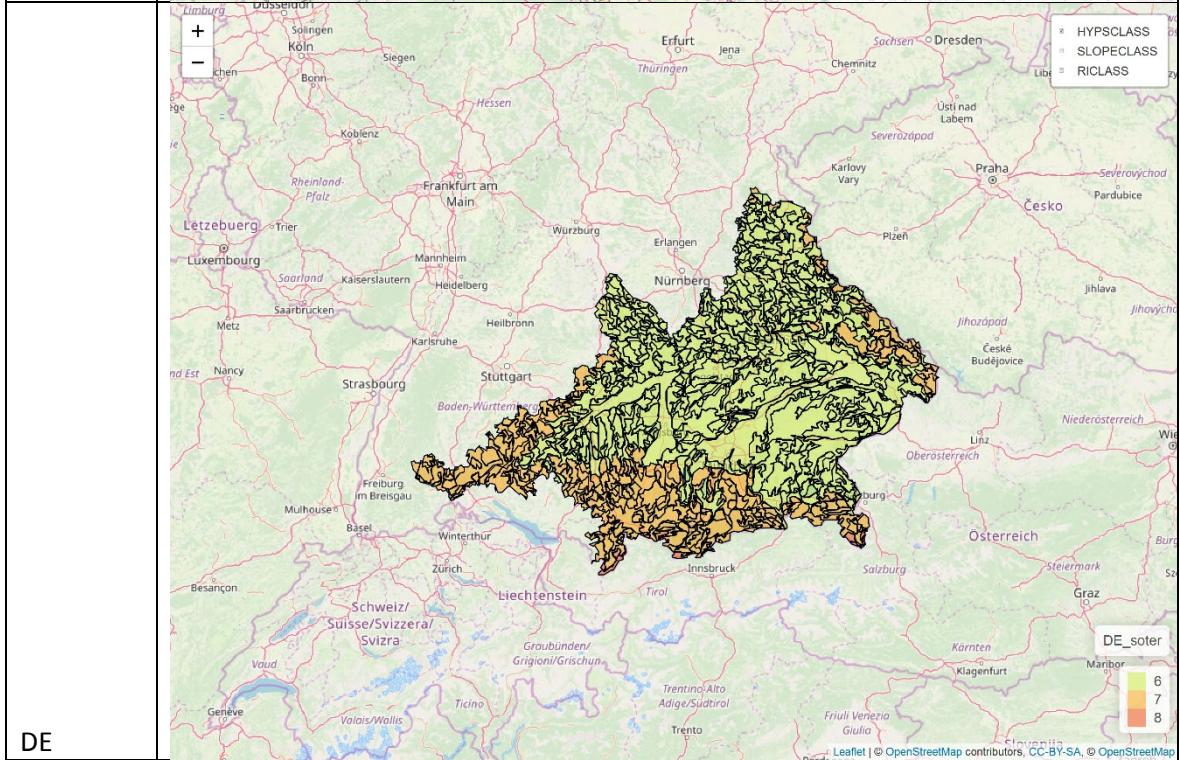 Limburg
Düsseldorf
Solingen
Köln
Bonn
Siegen
Koblenz
Hessen
Erfurt
Jena
Thüringen
Sachsen
Dresden
Chemnitz
Ústí nad
Labem
Severozápad
Karlovy
Vary
Praha
Severovýchod
Pardubice
Česko
Rheinland-
Pfalz
Frankfurt am
Main
Letzebuerg
Trier
Luxembourg
Saarland
Kaiserslautern
Saarbrücken
Metz
Nancy
Würzburg
Erlangen
Nürnberg
Mannheim
Heidelberg
Heilbronn
Karlsruhe
Stuttgart
Strasbourg
Baden-Württemberg
Plzeň
Jihlava
Jihozápad
České
Budějovice
Niederösterreich
Linz
Oberösterreich
Freiburg
im Breisgau
Mulhouse
Basel
Winterthur
Zürich
Besançon
Liechtenstein
Innsbruck
Tirol
Salzburg
Österreich
Steiermark
Graz
Schweiz/
Suisse/Svizzera/
Svizra
Graubünden/
Grigioni/Grischun
Vaud
Genève
Valais/Wallis
Ticino
Trentino-Alto
Adige/Südtirol
Trento
Friuli Venezia
Giulia
Kärnten
Klagenfurt
Maribor
Slovenija
+
−
HYPSCLASS
SLOPECLASS
RICLASS
DE_soter
6
7
8
Leaflet | © OpenStreetMap contributors, CC-BY-SA, © OpenStreetMap
DE